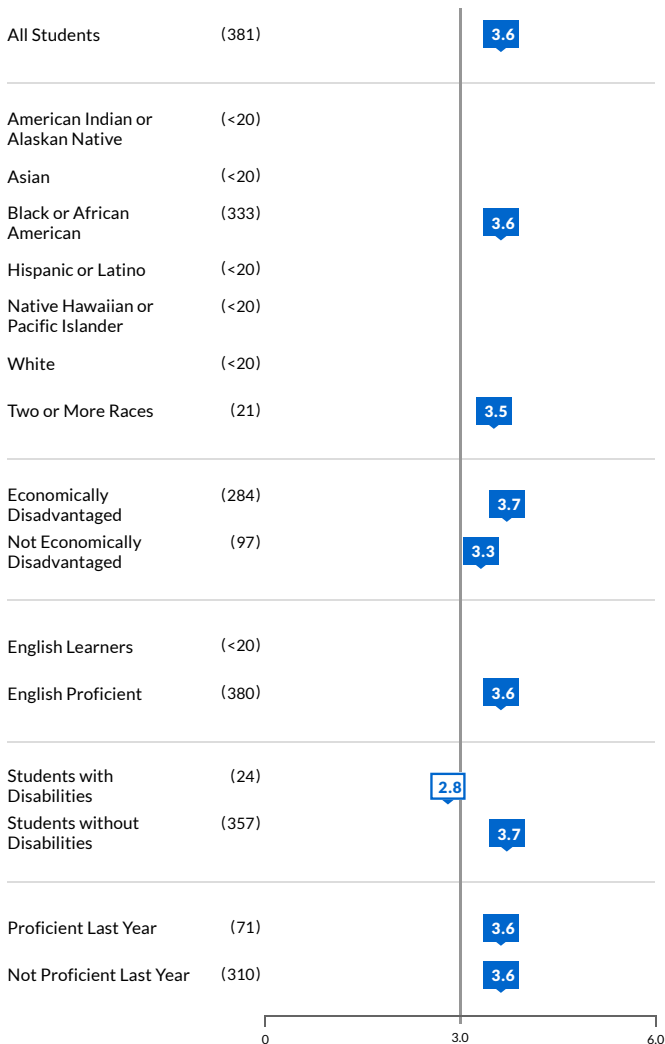 All Students (381) 3.6
American Indian or (<20)
Alaskan Native
Asian (<20)
Black or African (333) 3.6
American
Hispanic or Latino (<20)
Native Hawaiian or (<20)
Pacific Islander
White (<20)
Two or More Races (21) 3.5
Economically (284) 3.7
Disadvantaged
Not Economically (97) 3.3
Disadvantaged
English Learners (<20)
English Proficient (380) 3.6
Students with (24) 2.8
Disabilities
Students without (357) 3.7
Disabilities
Proficient Last Year (71) 3.6
Not Proficient Last Year (310) 3.6
0 3.0 6.0